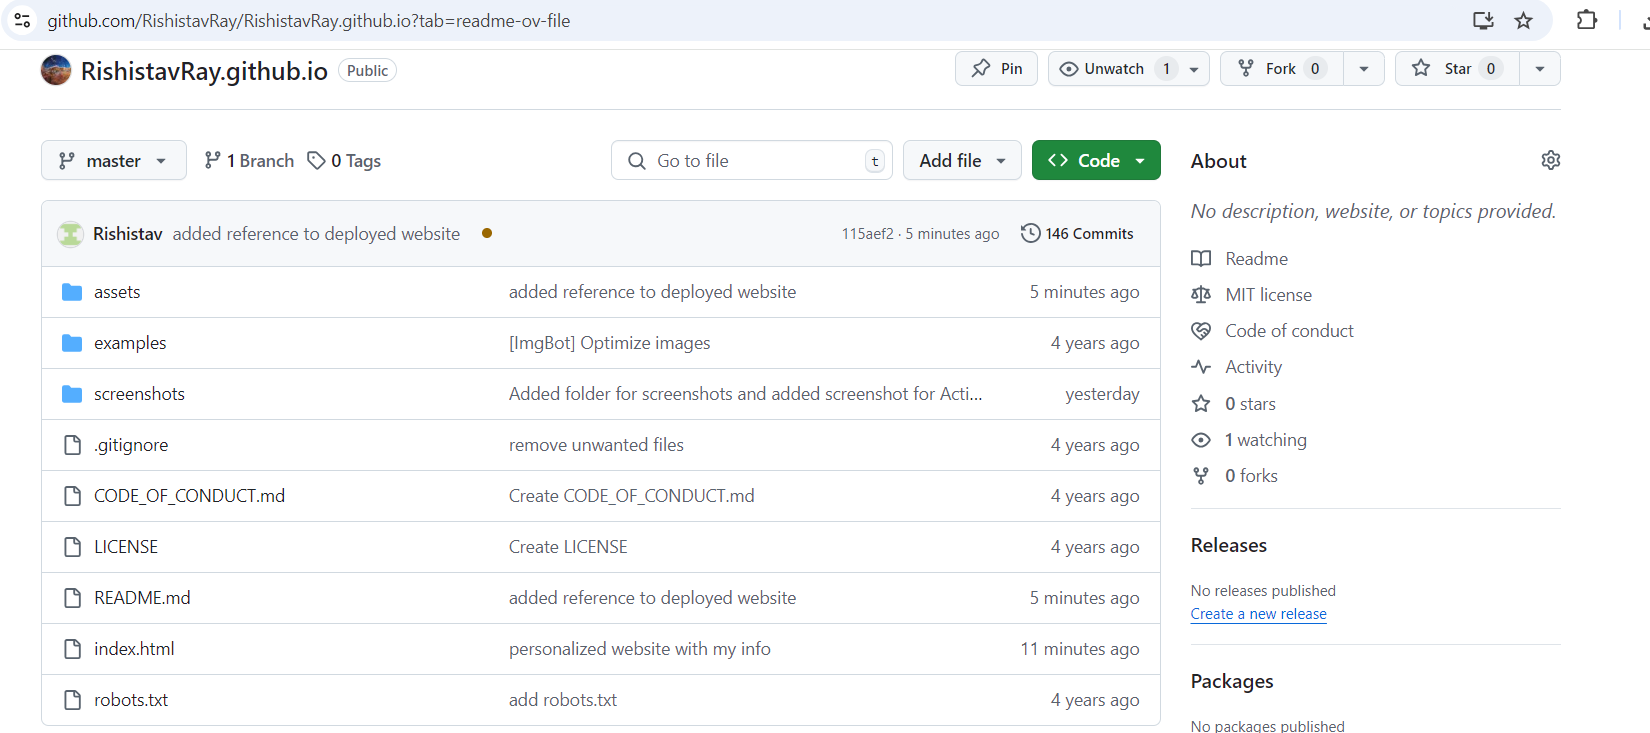 github.com/RishistavRay/RishistavRay.github.io?tab=readme-ov-file
RishistavRay.github.io Public
Pin Unwatch 1 Fork 0 Star 0
master 1 Branch 0 Tags Go to file t Add file Code
Rishistav added reference to deployed website 115aef2 · 5 minutes ago 146 Commits
assets added reference to deployed website 5 minutes ago
examples [ImgBot] Optimize images 4 years ago
screenshots Added folder for screenshots and added screenshot for Acti... yesterday
.gitignore remove unwanted files 4 years ago
CODE_OF_CONDUCT.md Create CODE_OF_CONDUCT.md 4 years ago
LICENSE Create LICENSE 4 years ago
README.md added reference to deployed website 5 minutes ago
index.html personalized website with my info 11 minutes ago
robots.txt add robots.txt 4 years ago
About
No description, website, or topics provided.
Readme
MIT license
Code of conduct
Activity
0 stars
1 watching
0 forks
Releases
No releases published
Create a new release
Packages
No packages published